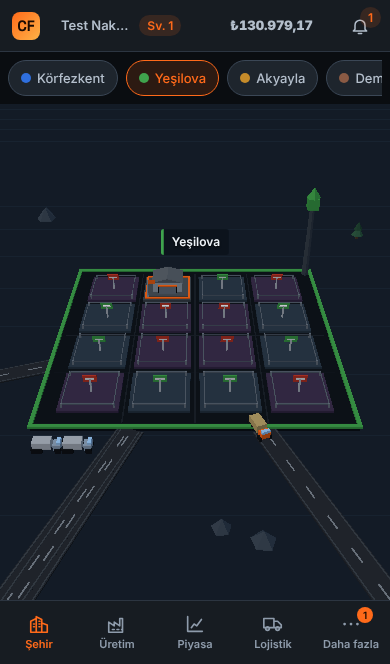 CF
Test Nak...
Sv. 1
₺130.979,17
1
Körfezkent
Yeşilova
Akyayla
Dem
Yeşilova
1
Şehir
Üretim
Piyasa
Lojistik
Daha fazla